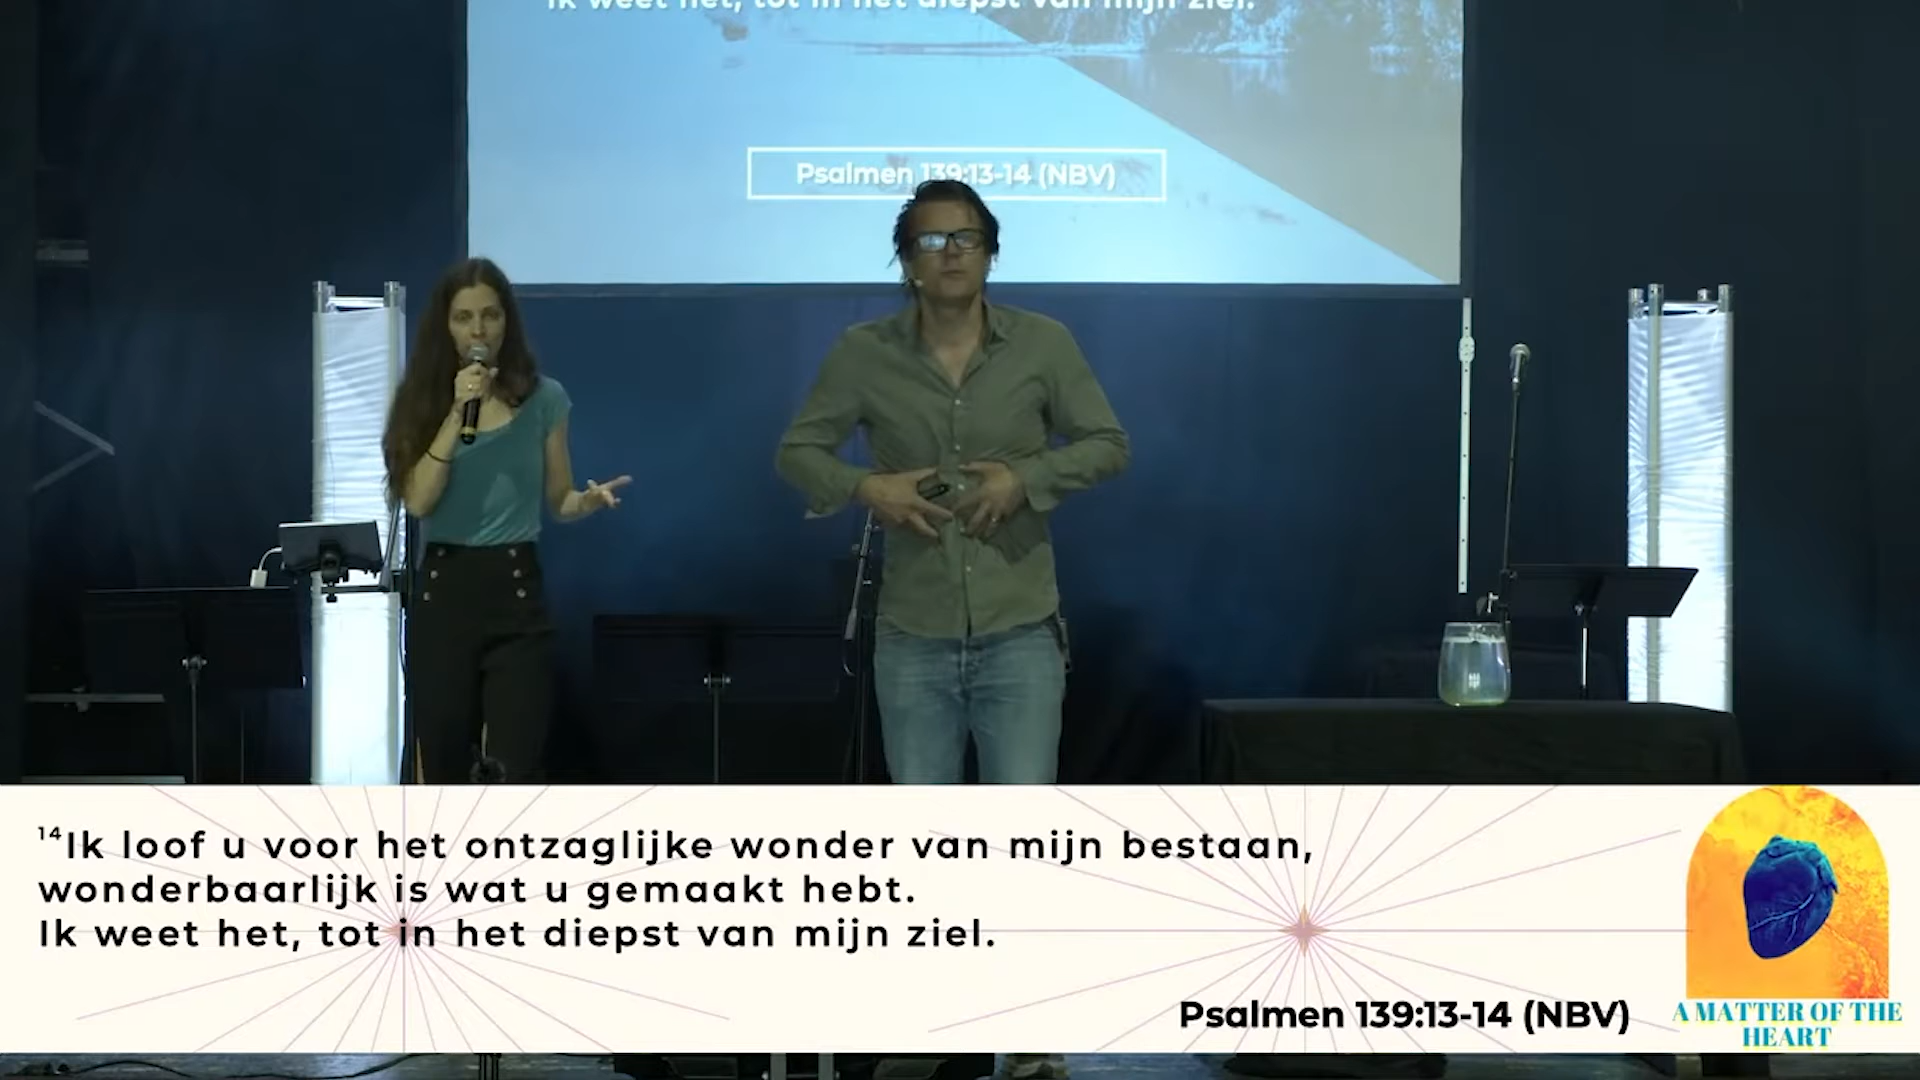 Ik weet het, tot in het diepst van mijn ziel.
Psalmen 139:13-14 (NBV)
¹⁴Ik loof u voor het ontzaglijke wonder van mijn bestaan,
wonderbaarlijk is wat u gemaakt hebt.
Ik weet het, tot in het diepst van mijn ziel.
Psalmen 139:13-14 (NBV)
A MATTER OF THE
HEART